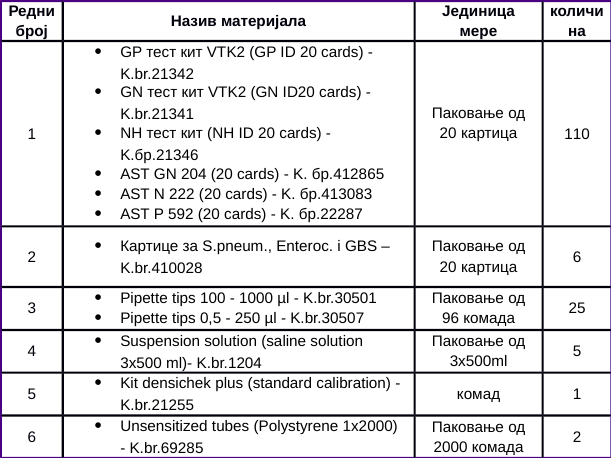 Редни број
Назив материјала
Јединица мере
количи на
1
• GP тест кит VTK2 (GP ID 20 cards) -
K.br.21342
• GN тест кит VTK2 (GN ID20 cards) -
K.br.21341
• NH тест кит (NH ID 20 cards) -
K.бр.21346
• AST GN 204 (20 cards) - K. бр.412865
• AST N 222 (20 cards) - K. бр.413083
• AST P 592 (20 cards) - K. бр.22287
Паковање од
20 картица
110
2
• Картице за S.pneum., Enteroc. i GBS –
K.br.410028
Паковање од
20 картица
6
3
• Pipette tips 100 - 1000 µl - K.br.30501
• Pipette tips 0,5 - 250 µl - K.br.30507
Паковање од
96 комада
25
4
• Suspension solution (saline solution
3x500 ml)- K.br.1204
Паковање од
3x500ml
5
5
• Kit densichek plus (standard calibration) -
K.br.21255
комад
1
6
• Unsensitized tubes (Polystyrene 1x2000)
- K.br.69285
Паковање од
2000 комада
2